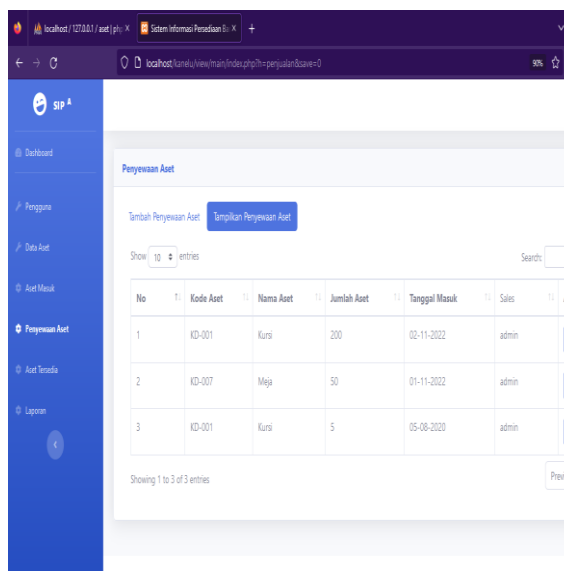 localhost / 127.0.0.1 / aset | php
Sistem Informasi Persediaan Ba
localhost/kanelu/view/main/index.php?h=penjualan&save=0
90%
SIP A
Dashboard
Pengguna
Data Aset
Aset Masuk
Penyewaan Aset
Aset Tersedia
Laporan
Penyewaan Aset
Tambah Penyewaan Aset Tampilkan Penyewaan Aset
Show 10 entries
Search:
No Kode Aset Nama Aset Jumlah Aset Tanggal Masuk Sales
1 KD-001 Kursi 200 02-11-2022 admin
2 KD-007 Meja 50 01-11-2022 admin
3 KD-001 Kursi 5 05-08-2020 admin
Showing 1 to 3 of 3 entries
Prev